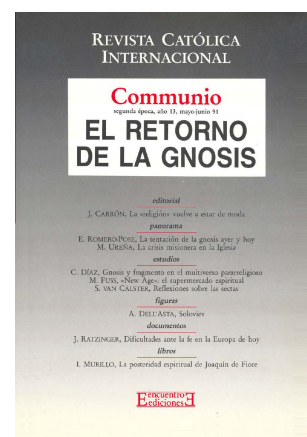 REVISTA CATÓLICA
INTERNACIONAL
Communio
segunda época, año 13, mayo-junio 91
EL RETORNO
DE LA GNOSIS
editorial
J. CARRÓN, La «religión» vuelve a estar de moda
panorama
E. ROMERO-POSE, La tentación de la gnosis ayer y hoy
M. UREÑA, La crisis misionera en la Iglesia
estudios
C. DÍAZ, Gnosis y fragmento en el multiverso panreligioso
M. FUSS, «New Age»: el supermercado espiritual
S. VAN CALSTER, Reflexiones sobre las sectas
figuras
A. DELL'ASTA, Soloviev
documentos
J. RATZINGER, Dificultades ante la fe en la Europa de hoy
libros
I. MURILLO, La posteridad espiritual de Joaquín de Fiore
encuentro
ediciones